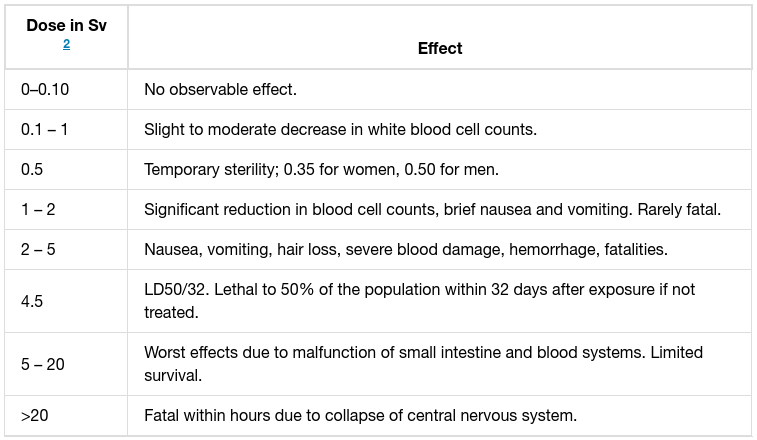 Dose in Sv
2
Effect
0–0.10 No observable effect.
0.1 – 1 Slight to moderate decrease in white blood cell counts.
0.5 Temporary sterility; 0.35 for women, 0.50 for men.
1 – 2 Significant reduction in blood cell counts, brief nausea and vomiting. Rarely fatal.
2 – 5 Nausea, vomiting, hair loss, severe blood damage, hemorrhage, fatalities.
4.5 LD50/32. Lethal to 50% of the population within 32 days after exposure if not
treated.
5 – 20 Worst effects due to malfunction of small intestine and blood systems. Limited
survival.
>20 Fatal within hours due to collapse of central nervous system.